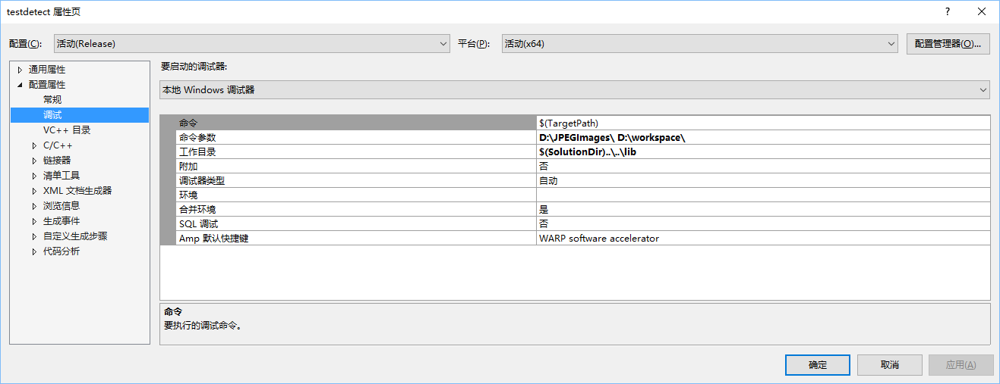 testdetect 属性页
?
配置(C): 活动(Release) 平台(P): 活动(x64) 配置管理器(O)...
通用属性
配置属性
常规
调试
VC++ 目录
C/C++
链接器
清单工具
XML 文档生成器
浏览信息
生成事件
自定义生成步骤
代码分析
要启动的调试器:
本地 Windows 调试器
命令 $(TargetPath)
命令参数 D:\JPEGImages\ D:\workspace\
工作目录 $(SolutionDir)..\..\lib
附加 否
调试器类型 自动
环境
合并环境 是
SQL 调试 否
Amp 默认快捷键 WARP software accelerator
命令
要执行的调试命令。
确定 取消 应用(A)